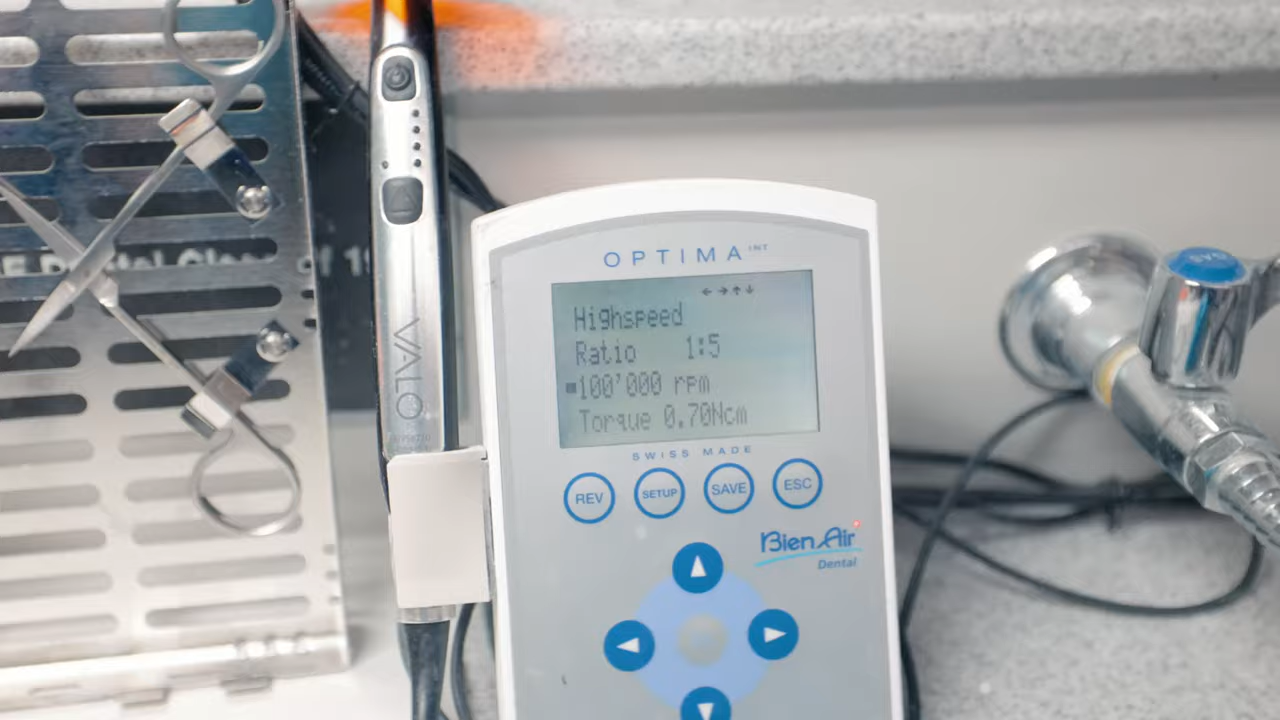 OPTIMA INT
←→↑↓
Highspeed
Ratio 1:5
100'000 rpm
Torque 0.70Ncm
SWISS MADE
REV SETUP SAVE ESC
Bien Air
Dental
VALO